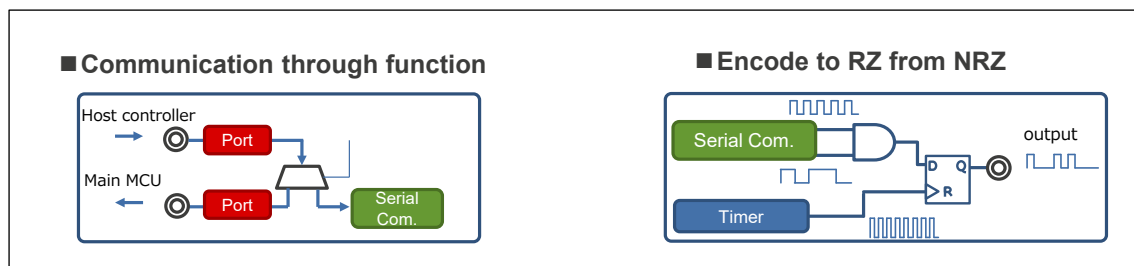 ■ Communication through function
Host controller
Port
Main MCU
Port
Serial
Com.
■ Encode to RZ from NRZ
Serial Com.
output
D Q
R
Timer